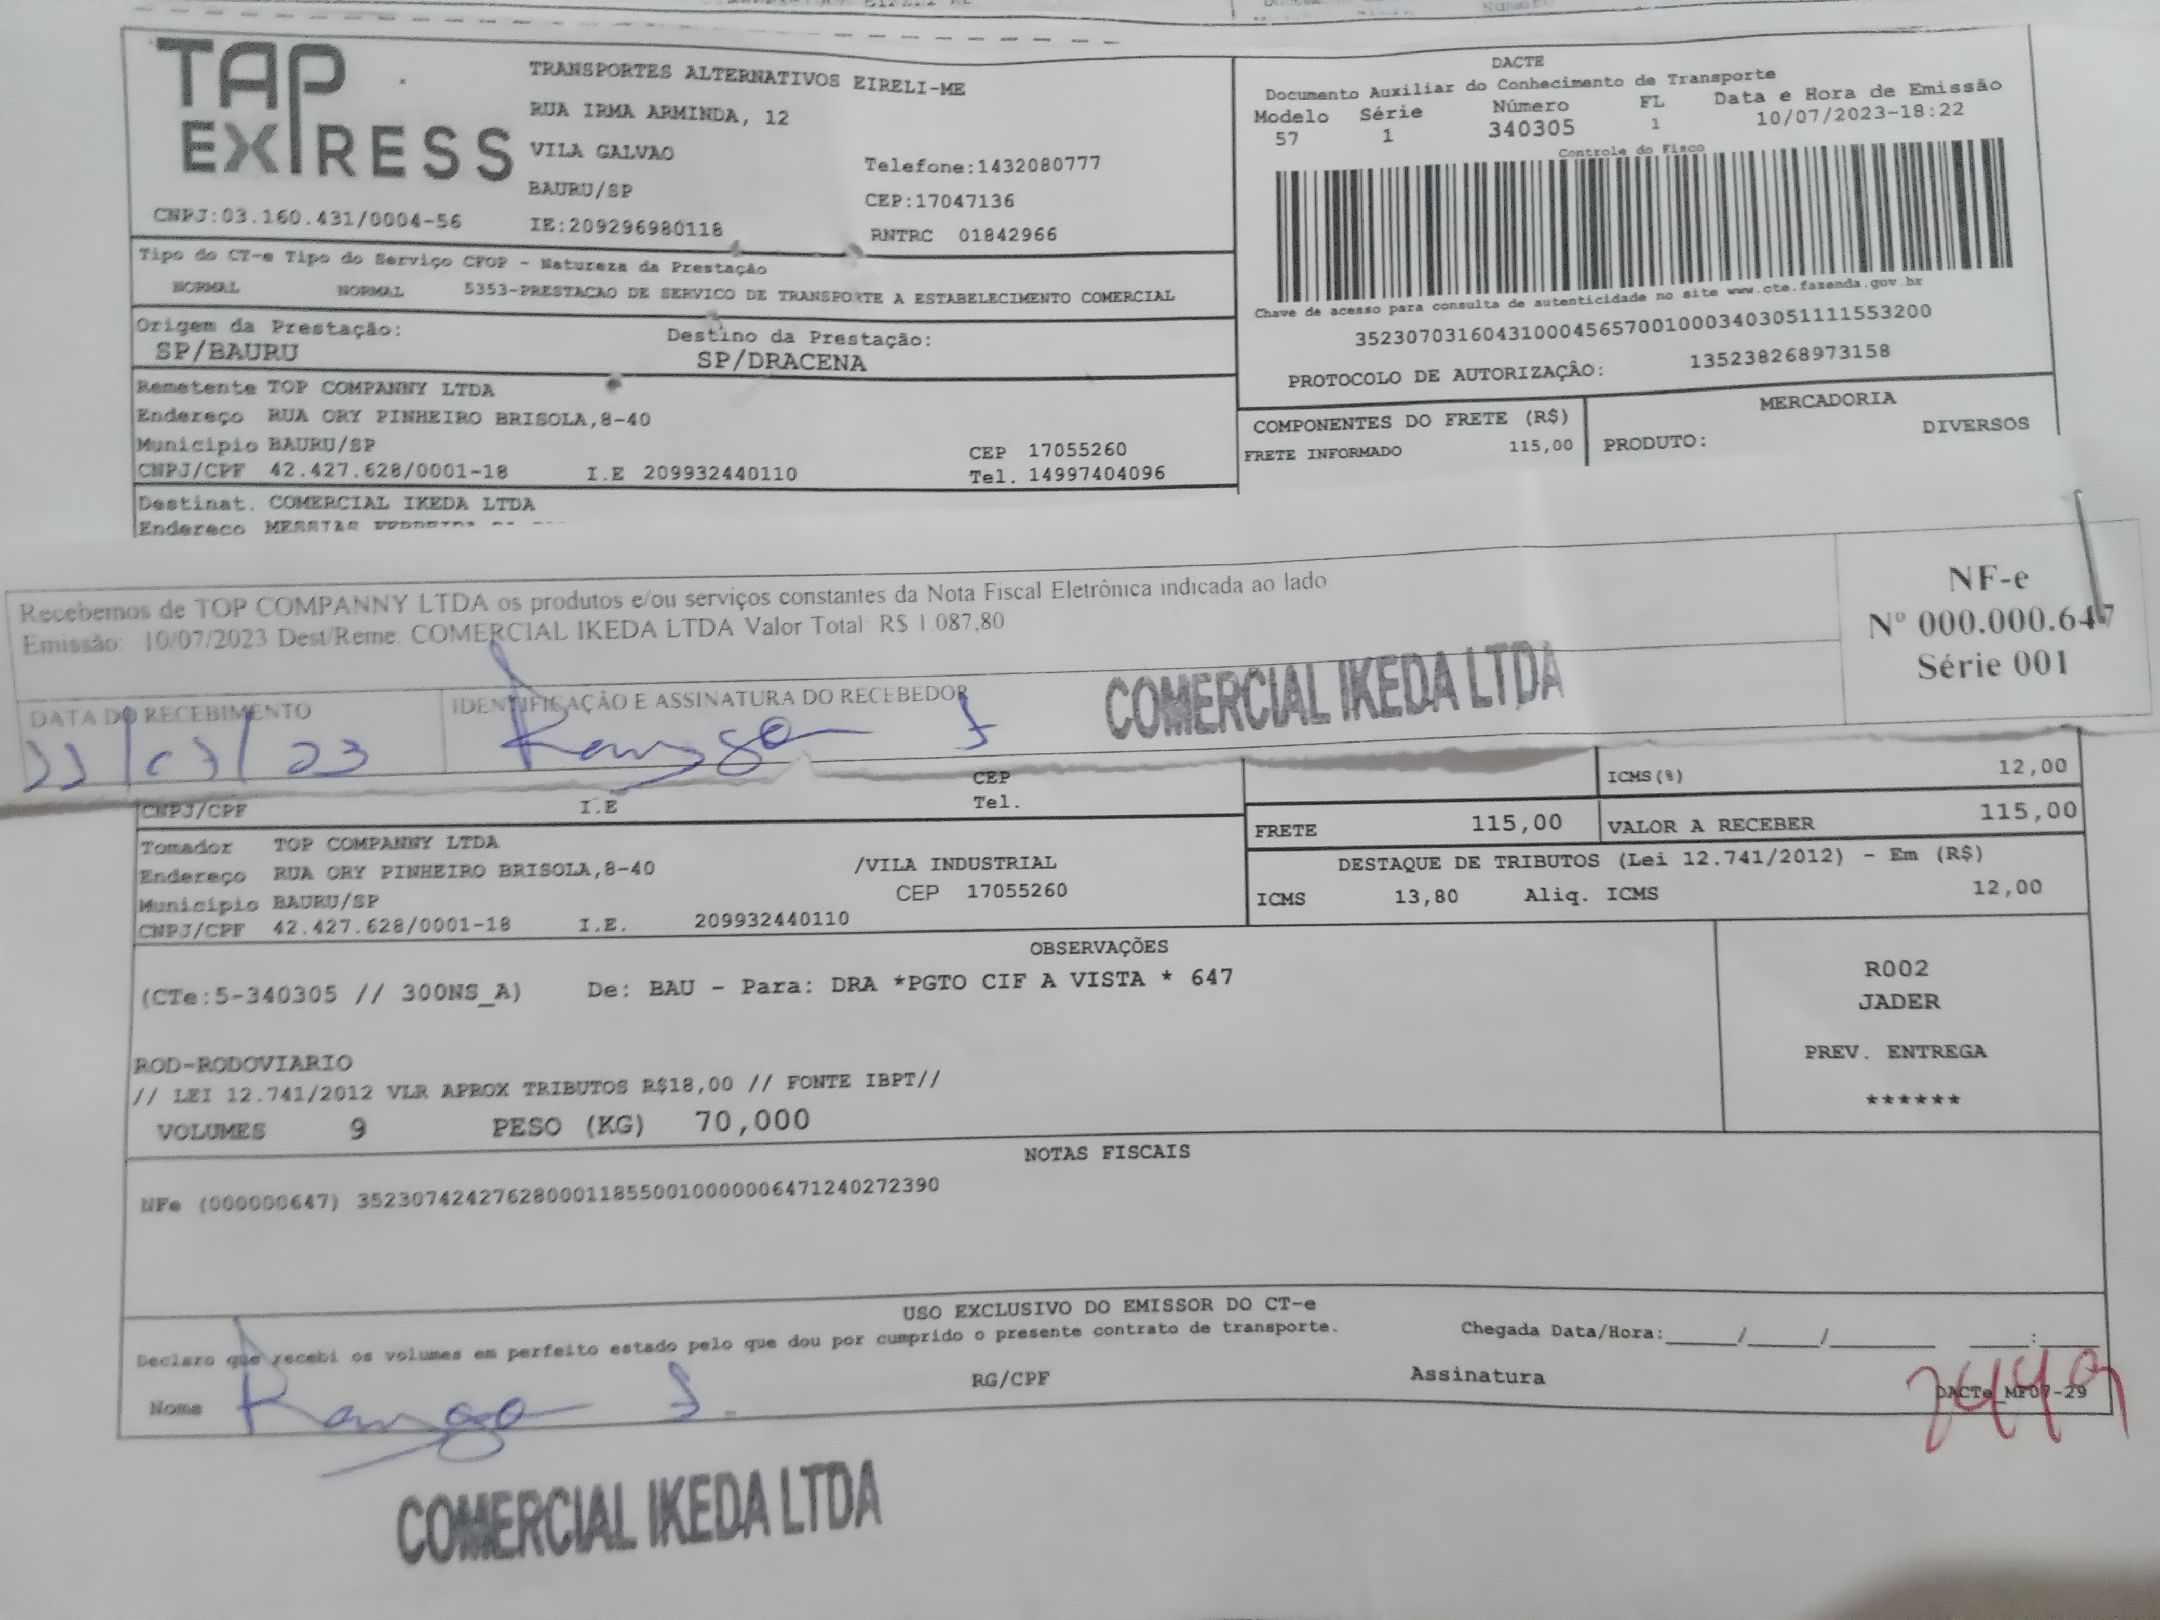 TAP
EXPRESS
CNPJ:03.160.431/0004-56
TRANSPORTES ALTERNATIVOS EIRELI-ME
RUA IRMA ARMINDA, 12
VILA GALVAO
BAURU/SP
IE:209296980118
Telefone:1432080777
CEP:17047136
RNTRC 01842966
DACTE
Documento Auxiliar do Conhecimento de Transporte
Modelo Série Número FL Data e Hora de Emissão
57 1 340305 1 10/07/2023-18:22
Controle do Fisco
Chave de acesso para consulta de autenticidade no site www.cte.fazenda.gov.br
35230703160431000456570010003403051111553200
PROTOCOLO DE AUTORIZAÇÂO: 135238268973158
Tipo do CT-e Tipo do Serviço CFOP - Natureza da Prestação
NORMAL NORMAL 5353-PRESTACAO DE SERVICO DE TRANSPORTE A ESTABELECIMENTO COMERCIAL
Origem da Prestação: Destino da Prestação:
SP/BAURU SP/DRACENA
Remetente TOP COMPANNY LTDA
Endereço RUA ORY PINHEIRO BRISOLA,8-40
Município BAURU/SP CEP 17055260
CNPJ/CPF 42.427.628/0001-18 I.E 209932440110 Tel. 14997404096
COMPONENTES DO FRETE (R$)
FRETE INFORMADO 115,00
MERCADORIA
PRODUTO: DIVERSOS
Destinat. COMERCIAL IKEDA LTDA
Endereco MESSIAS
Recebemos de TOP COMPANNY LTDA os produtos e/ou serviços constantes da Nota Fiscal Eletrônica indicada ao lado
Emissão: 10/07/2023 Dest/Reme: COMERCIAL IKEDA LTDA Valor Total: R$ 1.087,80
NF-e
Nº 000.000.647
Série 001
DATA DO RECEBIMENTO
IDENTIFICAÇÃO E ASSINATURA DO RECEBEDOR
COMERCIAL IKEDA LTDA
CEP
CNPJ/CPF I.E Tel.
ICMS(%) 12,00
FRETE 115,00 VALOR A RECEBER 115,00
Tomador TOP COMPANNY LTDA
Endereço RUA ORY PINHEIRO BRISOLA,8-40 /VILA INDUSTRIAL
Município BAURU/SP CEP 17055260
CNPJ/CPF 42.427.628/0001-18 I.E. 209932440110
DESTAQUE DE TRIBUTOS (Lei 12.741/2012) - Em (R$)
ICMS 13,80 Aliq. ICMS 12,00
OBSERVAÇÕES
(CTe:5-340305 // 300NS_A) De: BAU - Para: DRA *PGTO CIF A VISTA * 647
R002
JADER
PREV. ENTREGA
******
ROD-RODOVIARIO
// LEI 12.741/2012 VLR APROX TRIBUTOS R$18,00 // FONTE IBPT//
VOLUMES 9 PESO (KG) 70,000
NOTAS FISCAIS
NFe (000000647) 35230742427628000118550010000006471240272390
USO EXCLUSIVO DO EMISSOR DO CT-e
Declaro que recebi os volumes em perfeito estado pelo que dou por cumprido o presente contrato de transporte. Chegada Data/Hora:_____/_____/_______ ____:____
Nome RG/CPF Assinatura
DACTe_MF07-29
COMERCIAL IKEDA LTDA